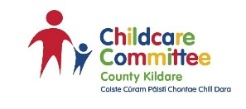 Childcare
Committee
County Kildare
Coiste Cúram Páistí Chontae Chill Dara